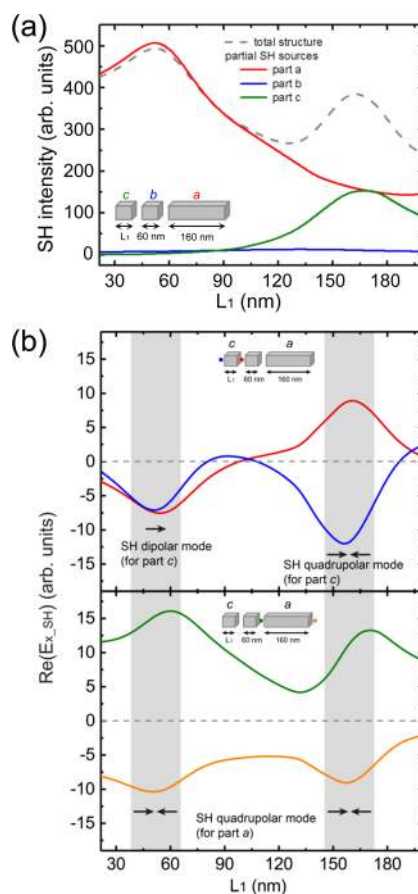 (a)
500
400
300
200
100
0
SH intensity (arb. units)
total structure
partial SH sources
part a
part b
part c
c b a
L1 60 nm 160 nm
30 60 90 120 150 180
L1 (nm)
(b)
15
10
5
0
-5
-10
-15
c a
L1 60 nm 160 nm
SH dipolar mode
(for part c)
SH quadrupolar mode
(for part c)
Re(Ex_SH) (arb. units)
15
10
5
0
-5
-10
-15
c a
L1 60 nm 160 nm
SH quadrupolar mode
(for part a)
30 60 90 120 150 180
L1 (nm)